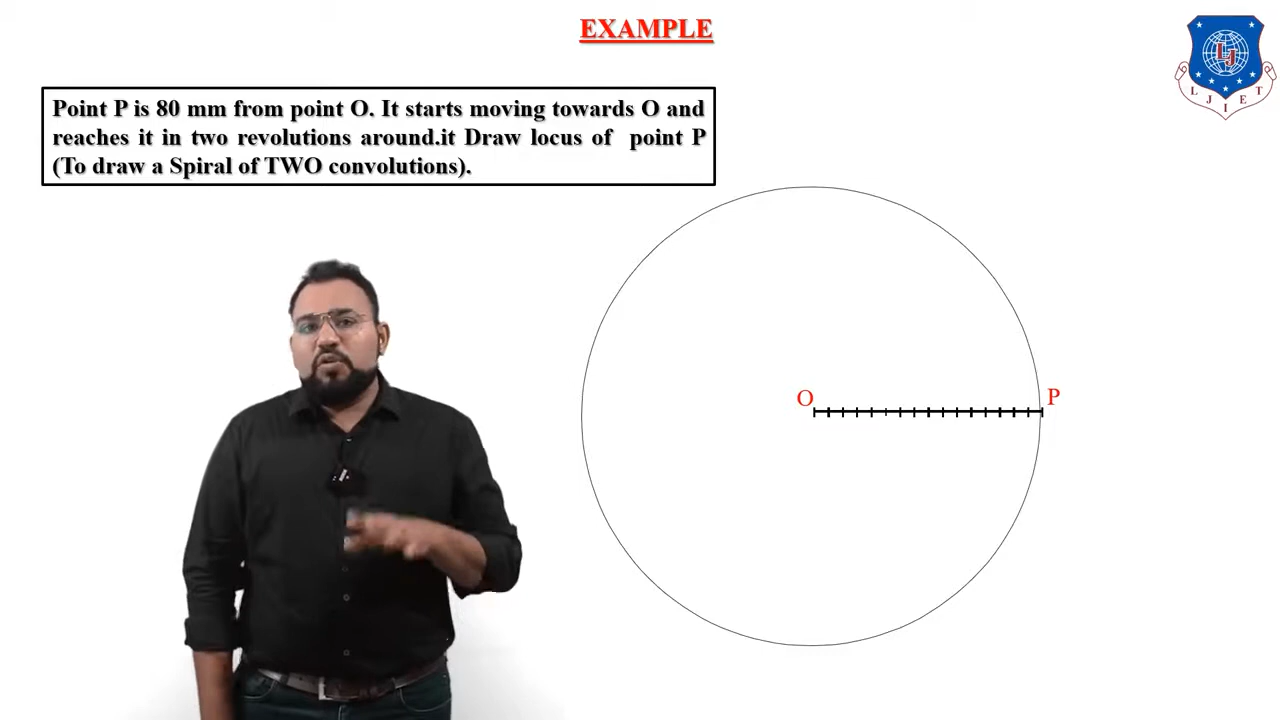 EXAMPLE
Point P is 80 mm from point O. It starts moving towards O and
reaches it in two revolutions around.it Draw locus of point P
(To draw a Spiral of TWO convolutions).
O
P
LJ
L J I E T